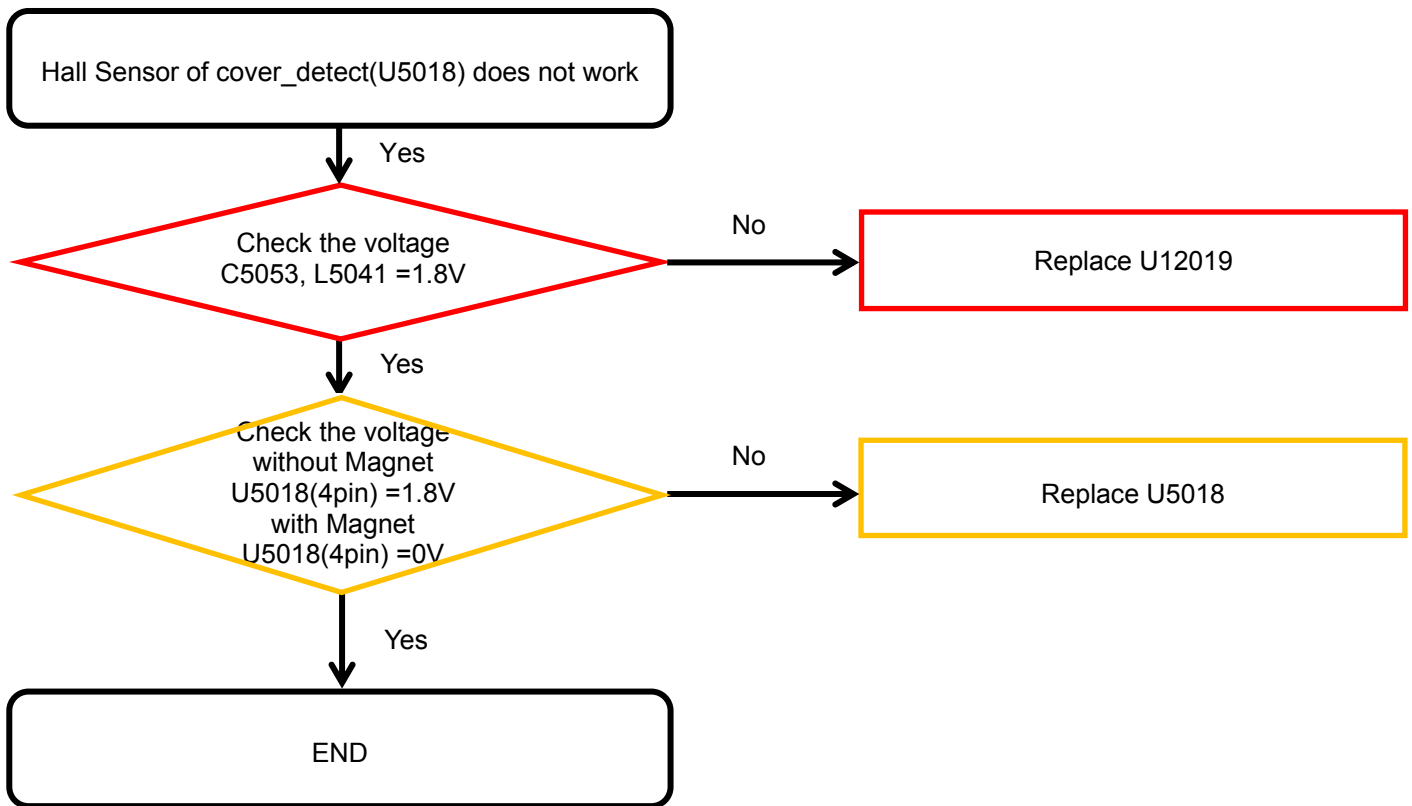 Hall Sensor of cover_detect(U5018) does not work
Yes
Check the voltage
C5053, L5041 =1.8V
No
Replace U12019
Yes
Check the voltage
without Magnet
U5018(4pin) =1.8V
with Magnet
U5018(4pin) =0V
No
Replace U5018
Yes
END